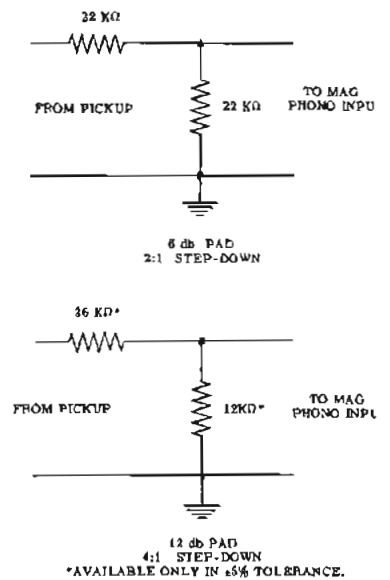 22 KΩ
FROM PICKUP
22 KΩ
TO MAG
PHONO INPU
6 db PAD
2:1 STEP-DOWN
36 KΩ*
FROM PICKUP
12KΩ*
TO MAG
PHONO INPU
12 db PAD
4:1 STEP-DOWN
*AVAILABLE ONLY IN ±5% TOLERANCE.